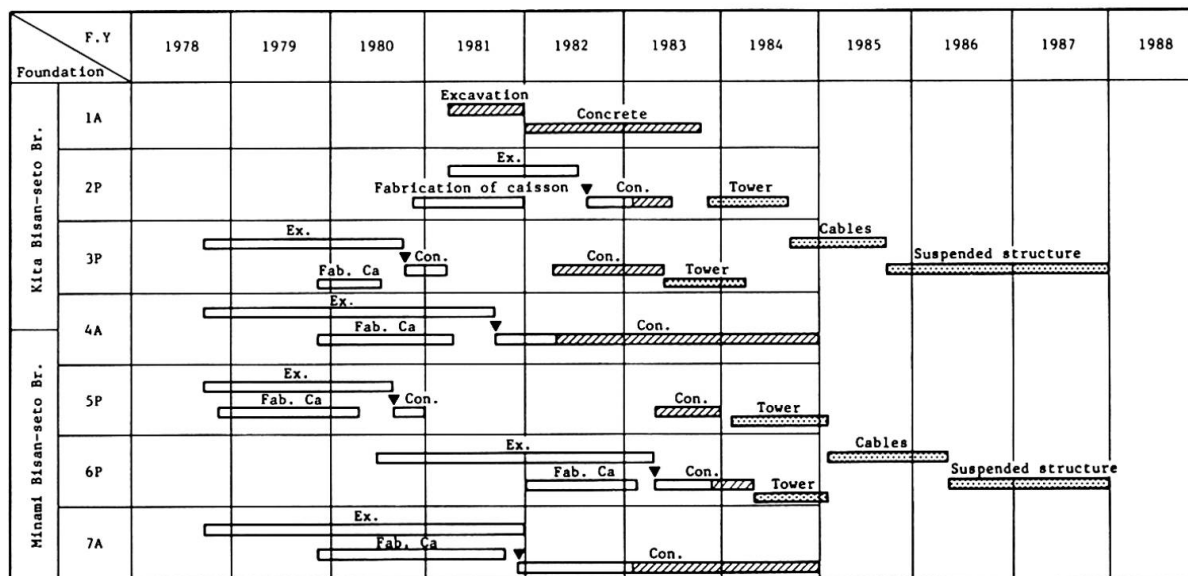 F.Y
Foundation
1978 1979 1980 1981 1982 1983 1984 1985 1986 1987 1988
Kita Bisan-seto Br.
Minami Bisan-seto Br.
1A
Excavation
Concrete
2P
Ex.
Fabrication of caisson Con. Tower
3P
Ex. Cables
Con. Con. Suspended structure
Fab. Ca Tower
4A
Ex.
Fab. Ca Con.
5P
Ex.
Fab. Ca Con. Con.
Tower
6P
Ex. Cables
Fab. Ca Con. Suspended structure
Tower
7A
Ex.
Fab. Ca
Con.